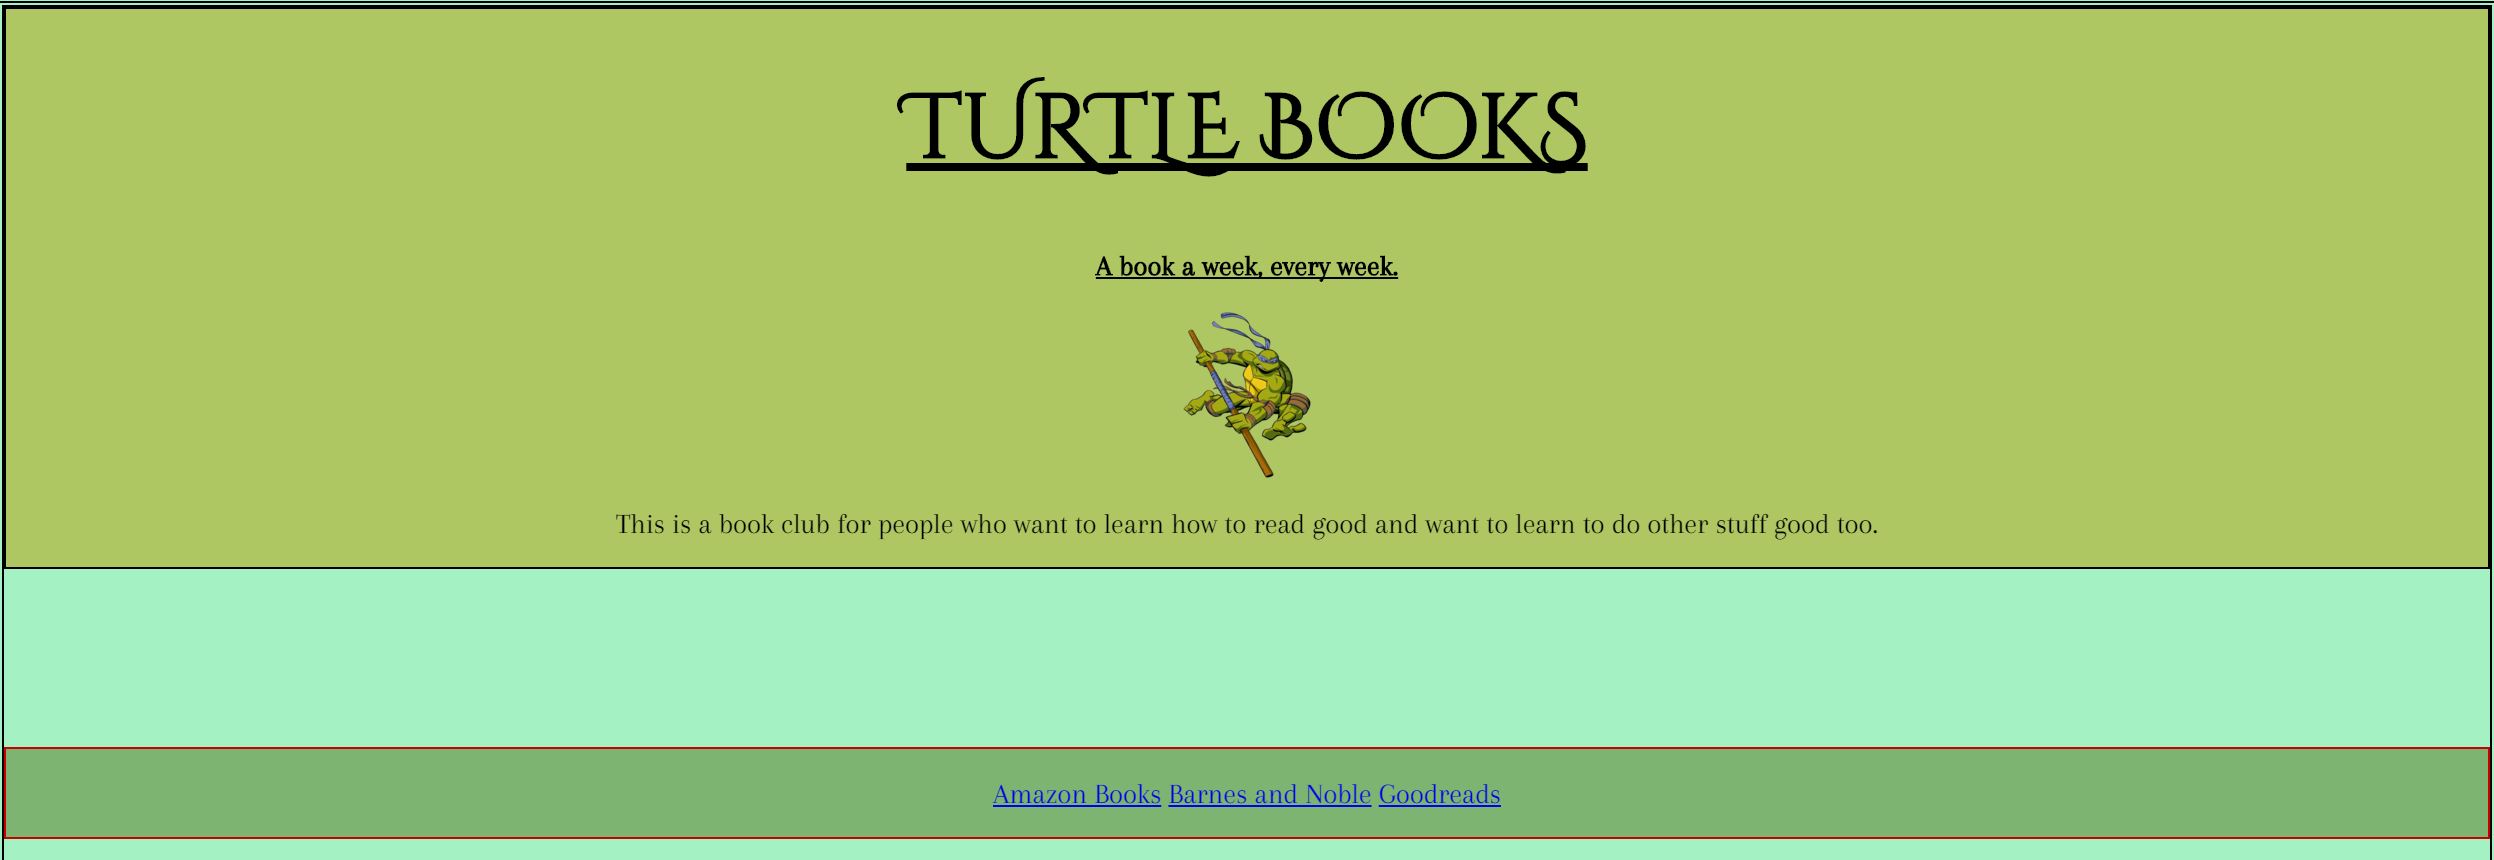 TURTLE BOOKS
A book a week, every week.
This is a book club for people who want to learn how to read good and want to learn to do other stuff good too.
Amazon Books Barnes and Noble Goodreads